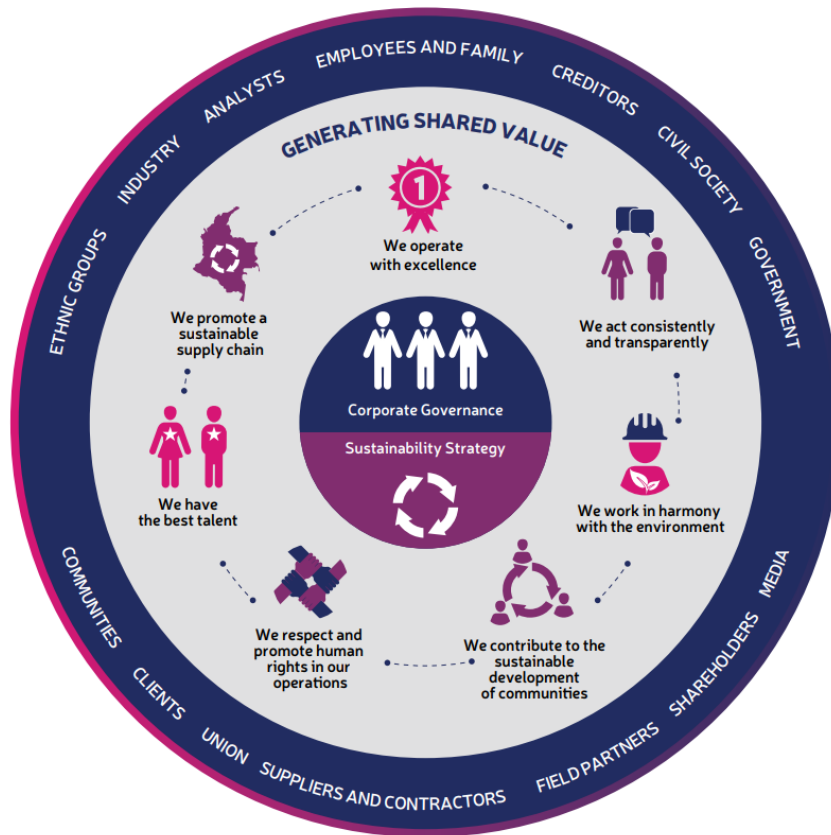 EMPLOYEES AND FAMILY
CREDITORS
CIVIL SOCIETY
GOVERNMENT
MEDIA
SHAREHOLDERS
FIELD PARTNERS
SUPPLIERS AND CONTRACTORS
UNION
CLIENTS
COMMUNITIES
ETHNIC GROUPS
INDUSTRY
ANALYSTS
GENERATING SHARED VALUE
1
We operate
with excellence
We act consistently
and transparently
We work in harmony
with the environment
We contribute to the
sustainable
development
of communities
We respect and
promote human
rights in our
operations
We have
the best talent
We promote a
sustainable
supply chain
Corporate Governance
Sustainability Strategy